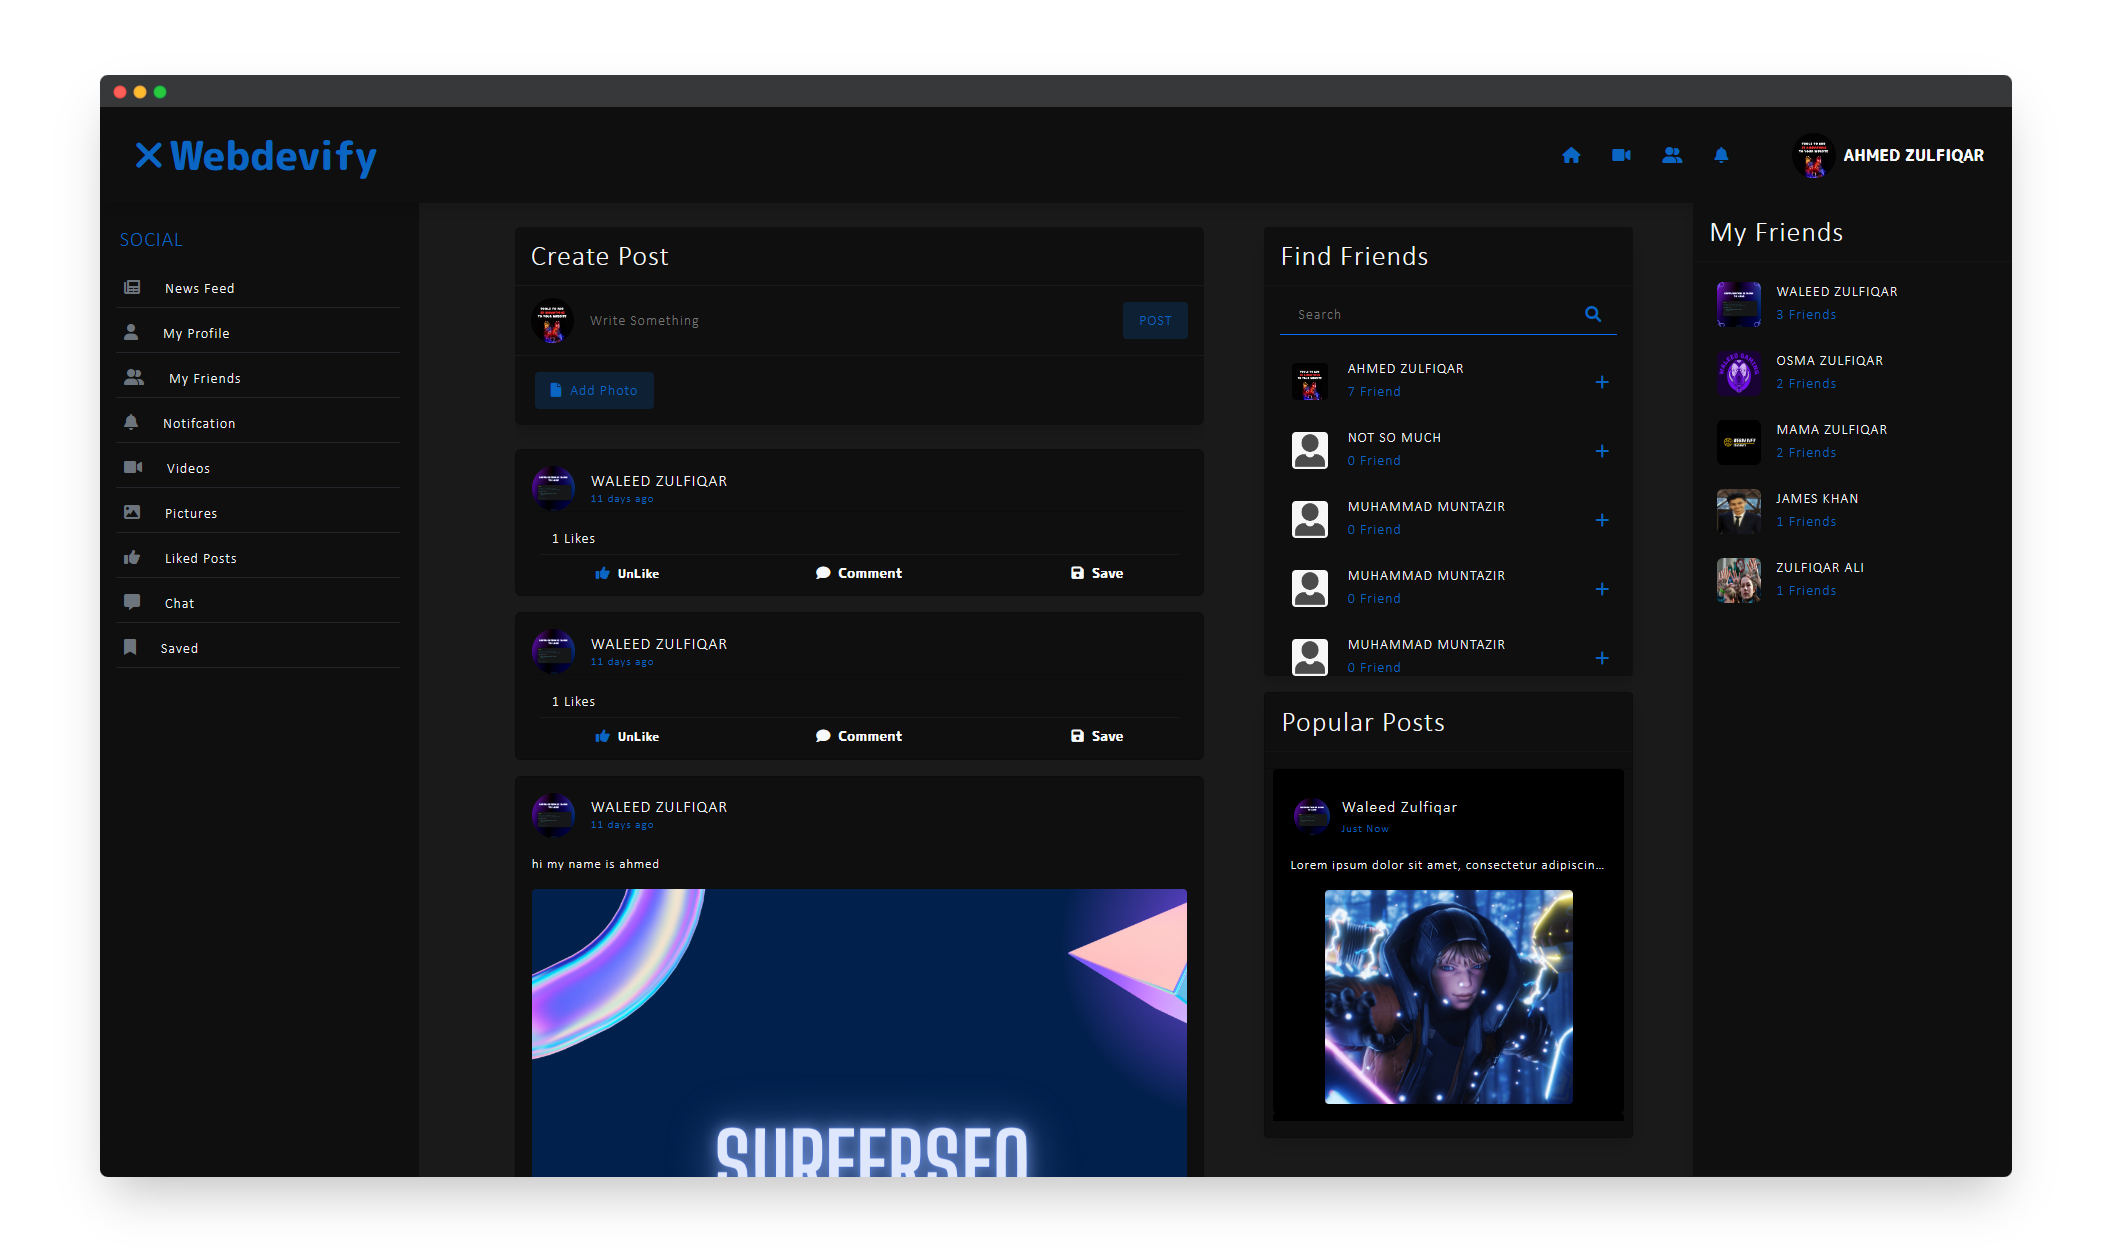 Webdevify
AHMED ZULFIQAR
SOCIAL
News Feed
My Profile
My Friends
Notifcation
Videos
Pictures
Liked Posts
Chat
Saved
Create Post
Write Something
POST
Add Photo
WALEED ZULFIQAR
11 days ago
1 Likes
UnLike
Comment
Save
WALEED ZULFIQAR
11 days ago
1 Likes
UnLike
Comment
Save
WALEED ZULFIQAR
11 days ago
hi my name is ahmed
SURFERSEO
Find Friends
Search
AHMED ZULFIQAR
7 Friend
NOT SO MUCH
0 Friend
MUHAMMAD MUNTAZIR
0 Friend
MUHAMMAD MUNTAZIR
0 Friend
MUHAMMAD MUNTAZIR
0 Friend
Popular Posts
Waleed Zulfiqar
Just Now
Lorem ipsum dolor sit amet, consectetur adipiscin...
My Friends
WALEED ZULFIQAR
3 Friends
OSMA ZULFIQAR
2 Friends
MAMA ZULFIQAR
2 Friends
JAMES KHAN
1 Friends
ZULFIQAR ALI
1 Friends